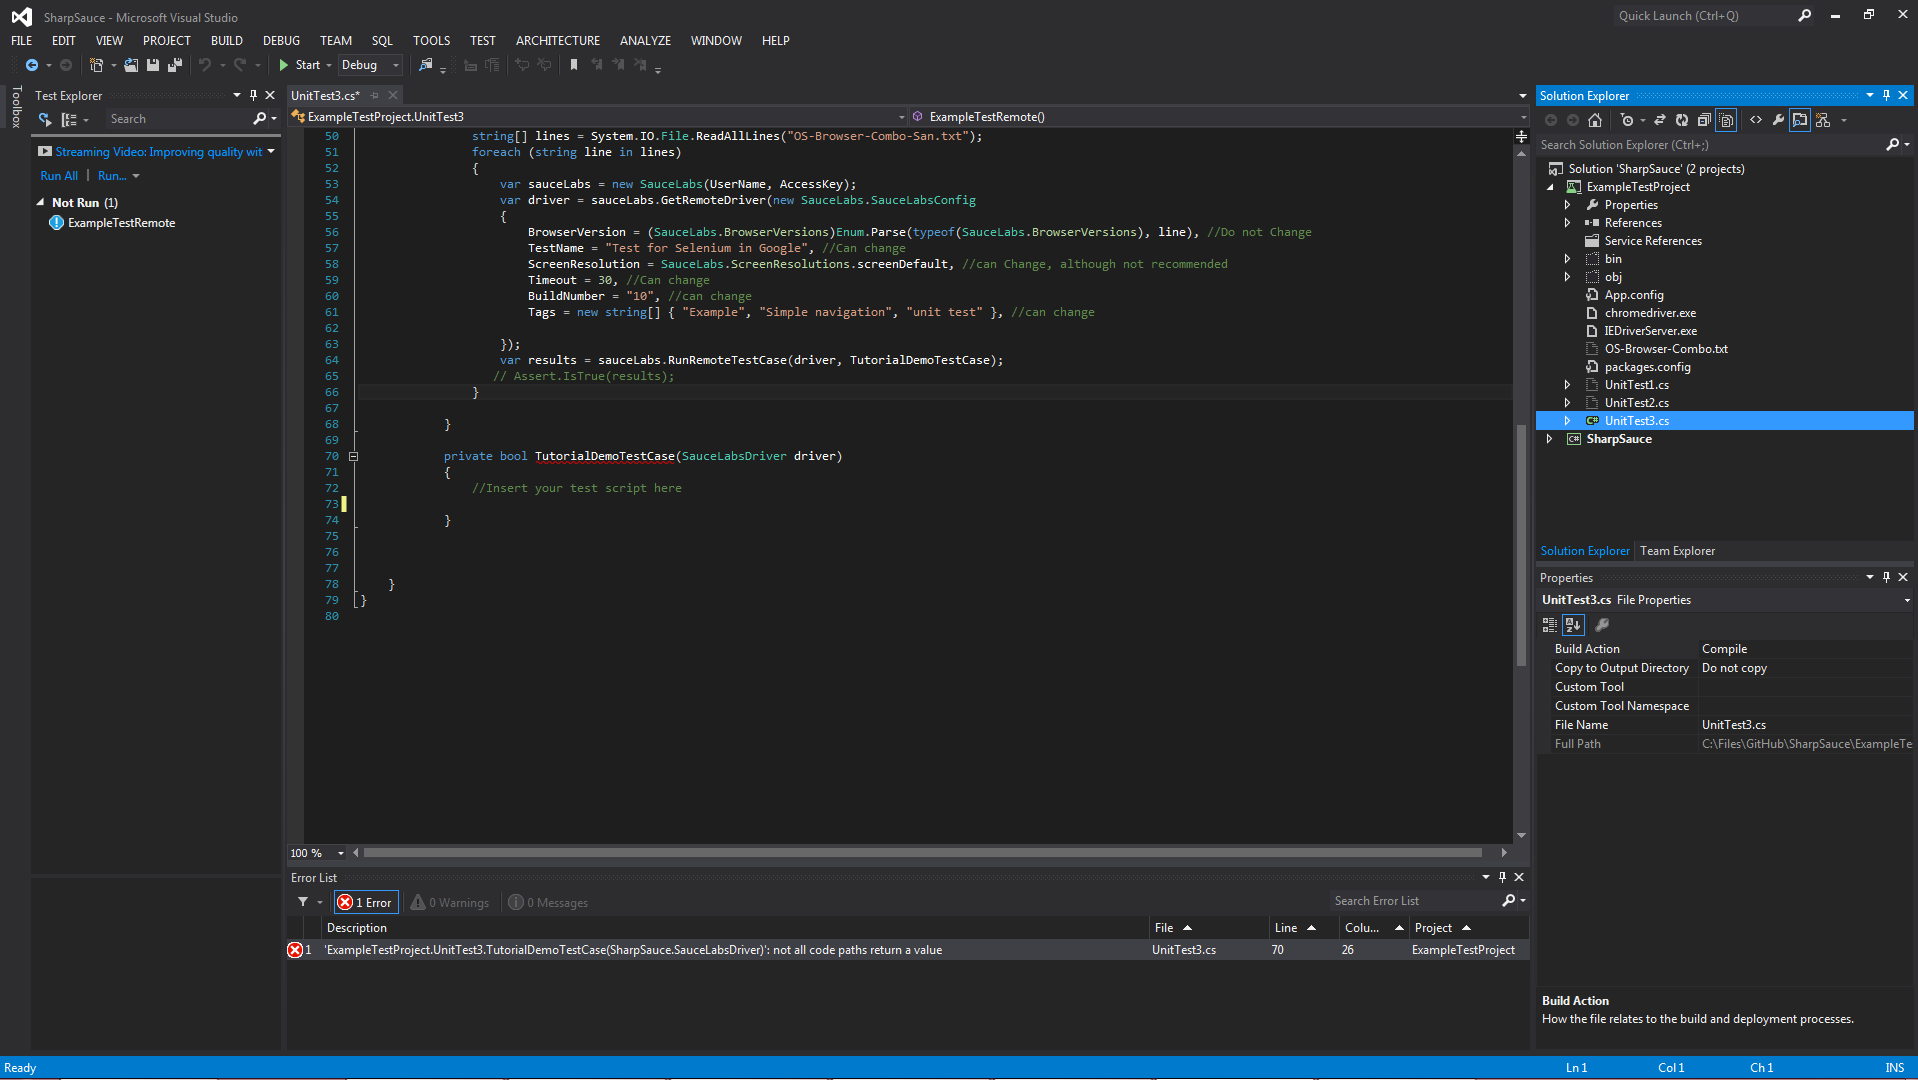 SharpSauce - Microsoft Visual Studio
Quick Launch (Ctrl+Q)
FILE EDIT VIEW PROJECT BUILD DEBUG TEAM SQL TOOLS TEST ARCHITECTURE ANALYZE WINDOW HELP
Start Debug
Toolbox
Test Explorer
Search
Streaming Video: Improving quality wit
Run All | Run...
Not Run (1)
ExampleTestRemote
UnitTest3.cs*
ExampleTestProject.UnitTest3 ExampleTestRemote()
50 string[] lines = System.IO.File.ReadAllLines("OS-Browser-Combo-San.txt");
51 foreach (string line in lines)
52 {
53 var sauceLabs = new SauceLabs(UserName, AccessKey);
54 var driver = sauceLabs.GetRemoteDriver(new SauceLabs.SauceLabsConfig
55 {
56 BrowserVersion = (SauceLabs.BrowserVersions)Enum.Parse(typeof(SauceLabs.BrowserVersions), line), //Do not Change
57 TestName = "Test for Selenium in Google", //Can change
58 ScreenResolution = SauceLabs.ScreenResolutions.screenDefault, //can Change, although not recommended
59 Timeout = 30, //Can change
60 BuildNumber = "10", //can change
61 Tags = new string[] { "Example", "Simple navigation", "unit test" }, //can change
62
63 });
64 var results = sauceLabs.RunRemoteTestCase(driver, TutorialDemoTestCase);
65 // Assert.IsTrue(results);
66 }
67
68 }
69
70 private bool TutorialDemoTestCase(SauceLabsDriver driver)
71 {
72 //Insert your test script here
73
74 }
75
76
77
78 }
79 }
80
100 %
Error List
1 Error 0 Warnings 0 Messages
Search Error List
Description File Line Colu... Project
1 'ExampleTestProject.UnitTest3.TutorialDemoTestCase(SharpSauce.SauceLabsDriver)': not all code paths return a value UnitTest3.cs 70 26 ExampleTestProject
Solution Explorer
Search Solution Explorer (Ctrl+;)
Solution 'SharpSauce' (2 projects)
ExampleTestProject
Properties
References
Service References
bin
obj
App.config
chromedriver.exe
IEDriverServer.exe
OS-Browser-Combo.txt
packages.config
UnitTest1.cs
UnitTest2.cs
C# UnitTest3.cs
C# SharpSauce
Solution Explorer Team Explorer
Properties
UnitTest3.cs File Properties
Build Action Compile
Copy to Output Directory Do not copy
Custom Tool
Custom Tool Namespace
File Name UnitTest3.cs
Full Path C:\Files\GitHub\SharpSauce\ExampleTe
Build Action
How the file relates to the build and deployment processes.
Ready Ln 1 Col 1 Ch 1 INS